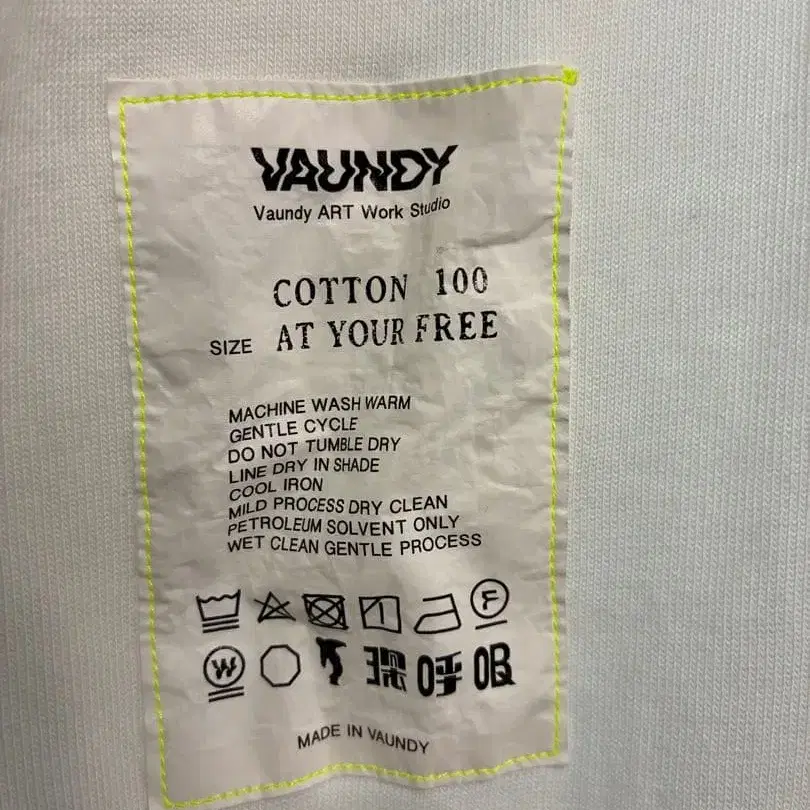 VAUNDY
Vaundy ART Work Studio
COTTON 100
SIZE AT YOUR FREE
MACHINE WASH WARM
GENTLE CYCLE
DO NOT TUMBLE DRY
LINE DRY IN SHADE
COOL IRON
MILD PROCESS DRY CLEAN
PETROLEUM SOLVENT ONLY
WET CLEAN GENTLE PROCESS
F
W 呼吸
MADE IN VAUNDY